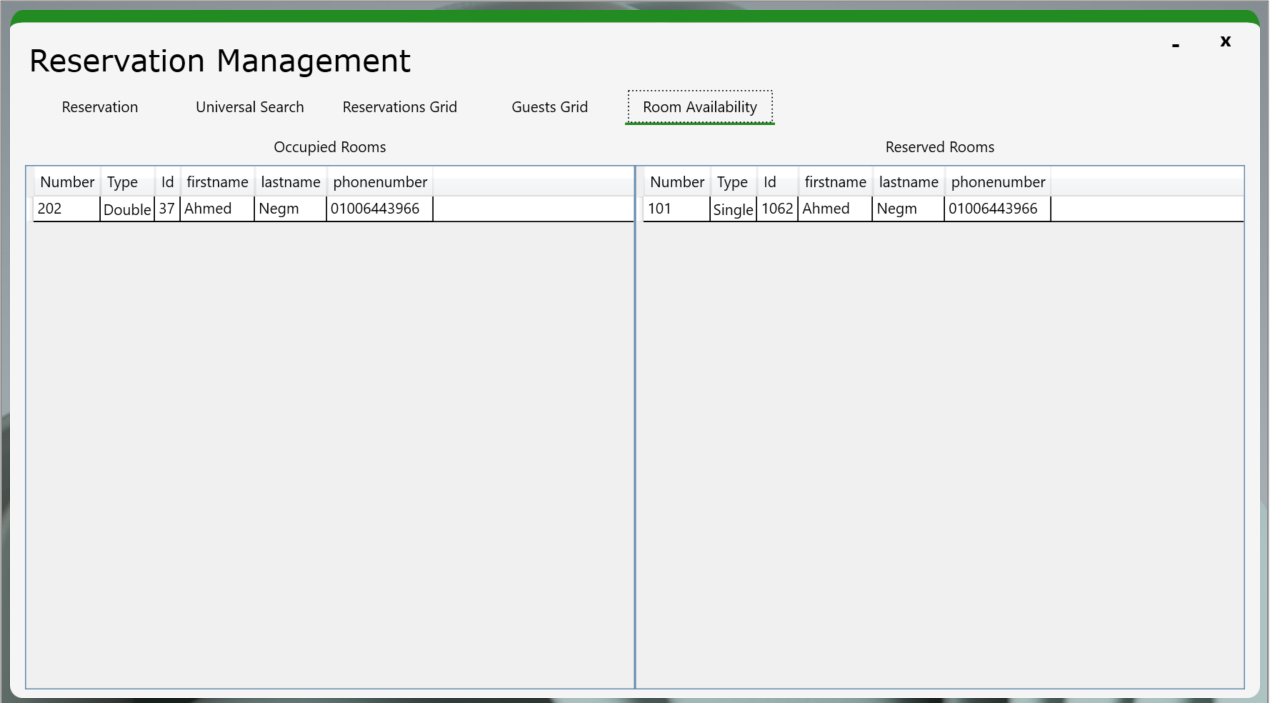 - x
Reservation Management
Reservation Universal Search Reservations Grid Guests Grid Room Availability
Occupied Rooms
Number Type Id firstname lastname phonenumber
202 Double 37 Ahmed Negm 01006443966
Reserved Rooms
Number Type Id firstname lastname phonenumber
101 Single 1062 Ahmed Negm 01006443966